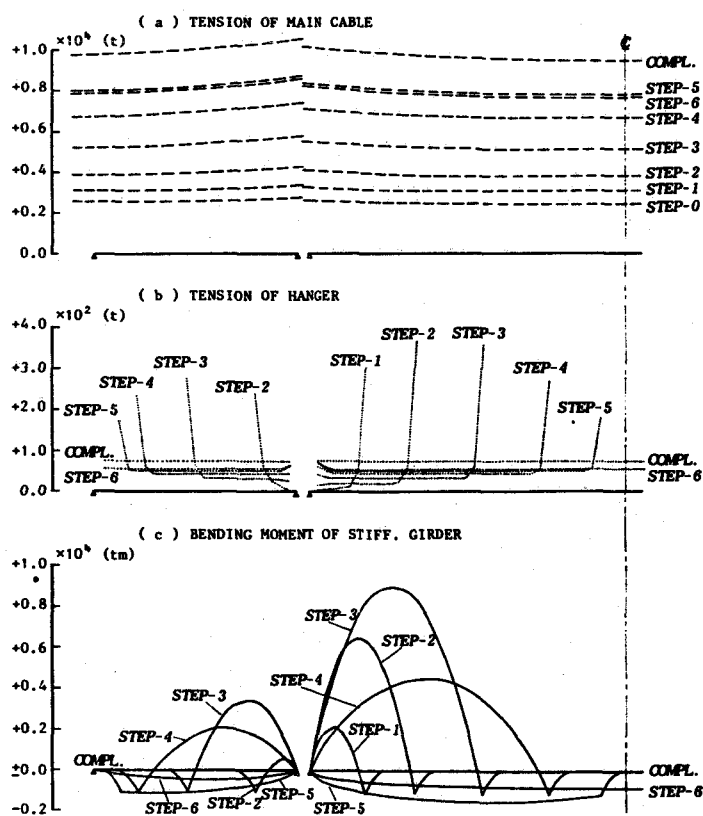 ( a ) TENSION OF MAIN CABLE
×10⁴ (t)
+1.0
+0.8
+0.6
+0.4
+0.2
0.0
℄
COMPL.
STEP-5
STEP-6
STEP-4
STEP-3
STEP-2
STEP-1
STEP-0
( b ) TENSION OF HANGER
×10² (t)
+4.0
+3.0
+2.0
+1.0
0.0
STEP-5
STEP-4
STEP-3
STEP-2
STEP-1
STEP-2
STEP-3
STEP-4
STEP-5
COMPL.
STEP-6
COMPL.
STEP-6
( c ) BENDING MOMENT OF STIFF. GIRDER
×10⁴ (tm)
+1.0
+0.8
+0.6
+0.4
+0.2
±0.0
-0.2
STEP-3
STEP-2
STEP-4
STEP-3
STEP-4
STEP-1
COMPL.
COMPL.
STEP-6
STEP-6
STEP-2
STEP-5
STEP-5